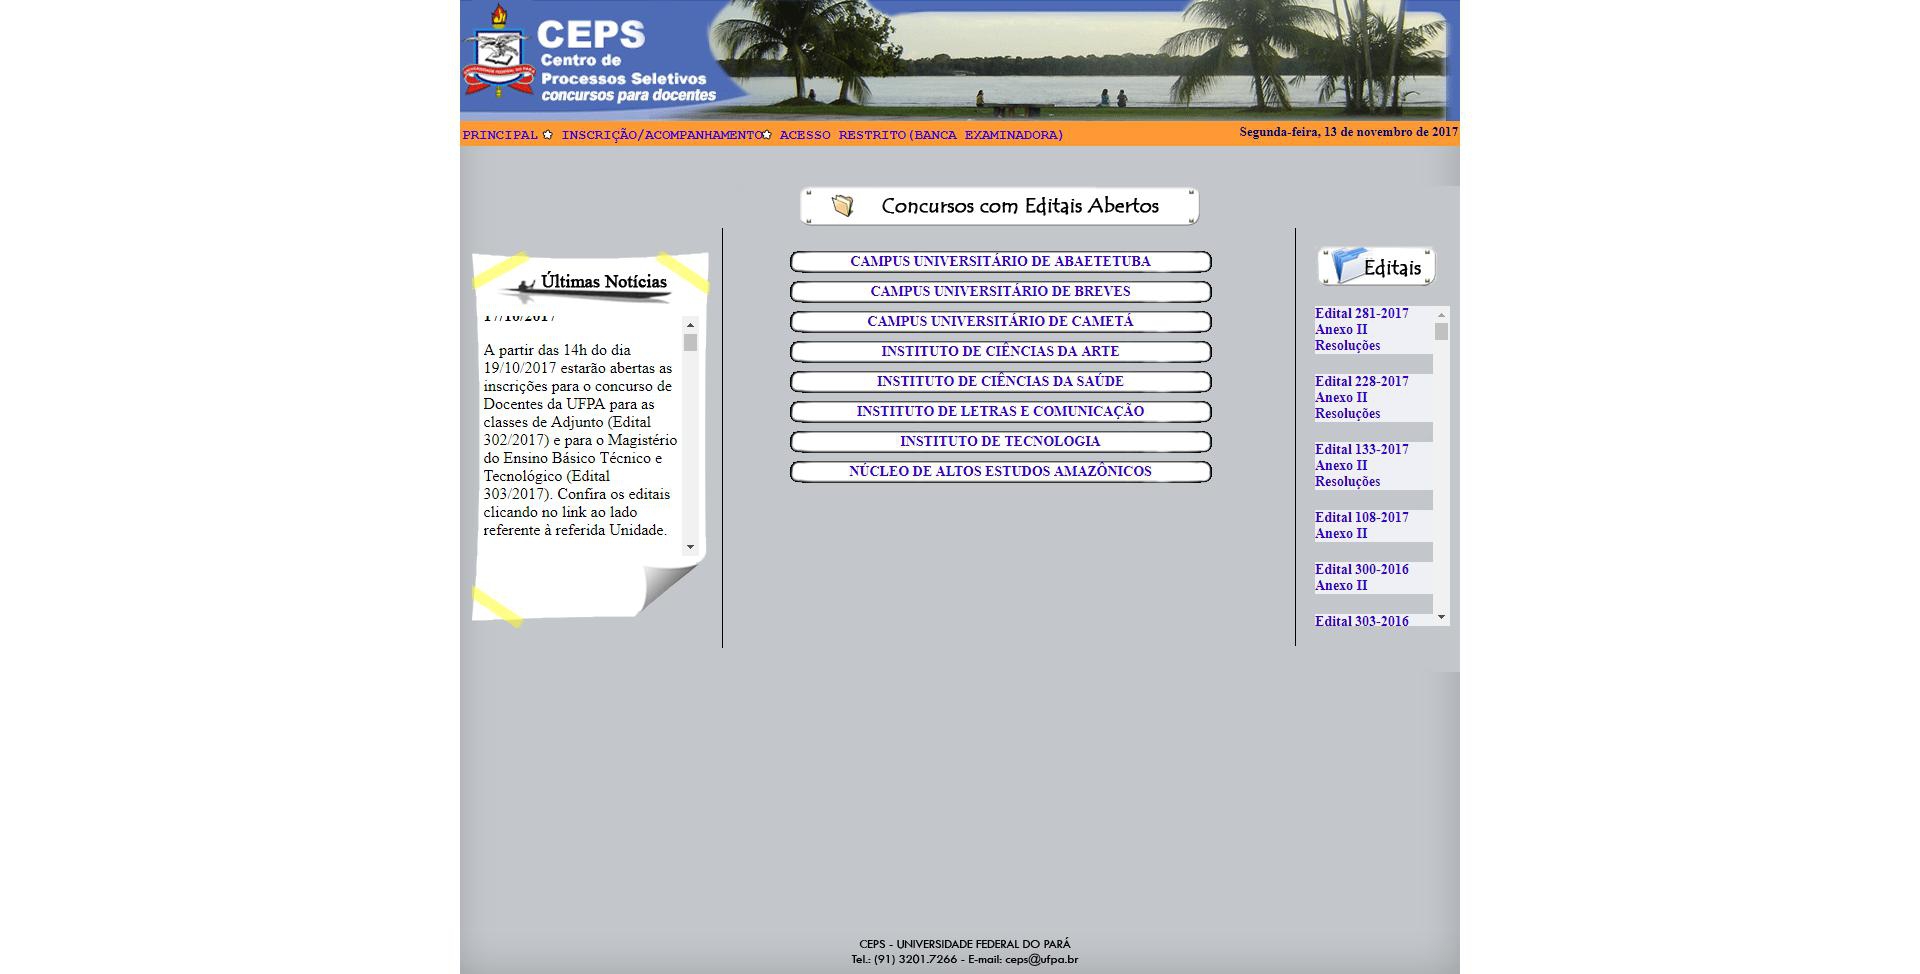 CEPS
Centro de
Processos Seletivos
concursos para docentes
PRINCIPAL INSCRIÇÃO/ACOMPANHAMENTO ACESSO RESTRITO(BANCA EXAMINADORA)
Segunda-feira, 13 de novembro de 2017
Concursos com Editais Abertos
Últimas Notícias
17/10/2017
A partir das 14h do dia
19/10/2017 estarão abertas as
inscrições para o concurso de
Docentes da UFPA para as
classes de Adjunto (Edital
302/2017) e para o Magistério
do Ensino Básico Técnico e
Tecnológico (Edital
303/2017). Confira os editais
clicando no link ao lado
referente à referida Unidade.
CAMPUS UNIVERSITÁRIO DE ABAETETUBA
CAMPUS UNIVERSITÁRIO DE BREVES
CAMPUS UNIVERSITÁRIO DE CAMETÁ
INSTITUTO DE CIÊNCIAS DA ARTE
INSTITUTO DE CIÊNCIAS DA SAÚDE
INSTITUTO DE LETRAS E COMUNICAÇÃO
INSTITUTO DE TECNOLOGIA
NÚCLEO DE ALTOS ESTUDOS AMAZÔNICOS
Editais
Edital 281-2017
Anexo II
Resoluções
Edital 228-2017
Anexo II
Resoluções
Edital 133-2017
Anexo II
Resoluções
Edital 108-2017
Anexo II
Edital 300-2016
Anexo II
Edital 303-2016
CEPS - UNIVERSIDADE FEDERAL DO PARÁ
Tel.: (91) 3201.7266 - E-mail: ceps@ufpa.br